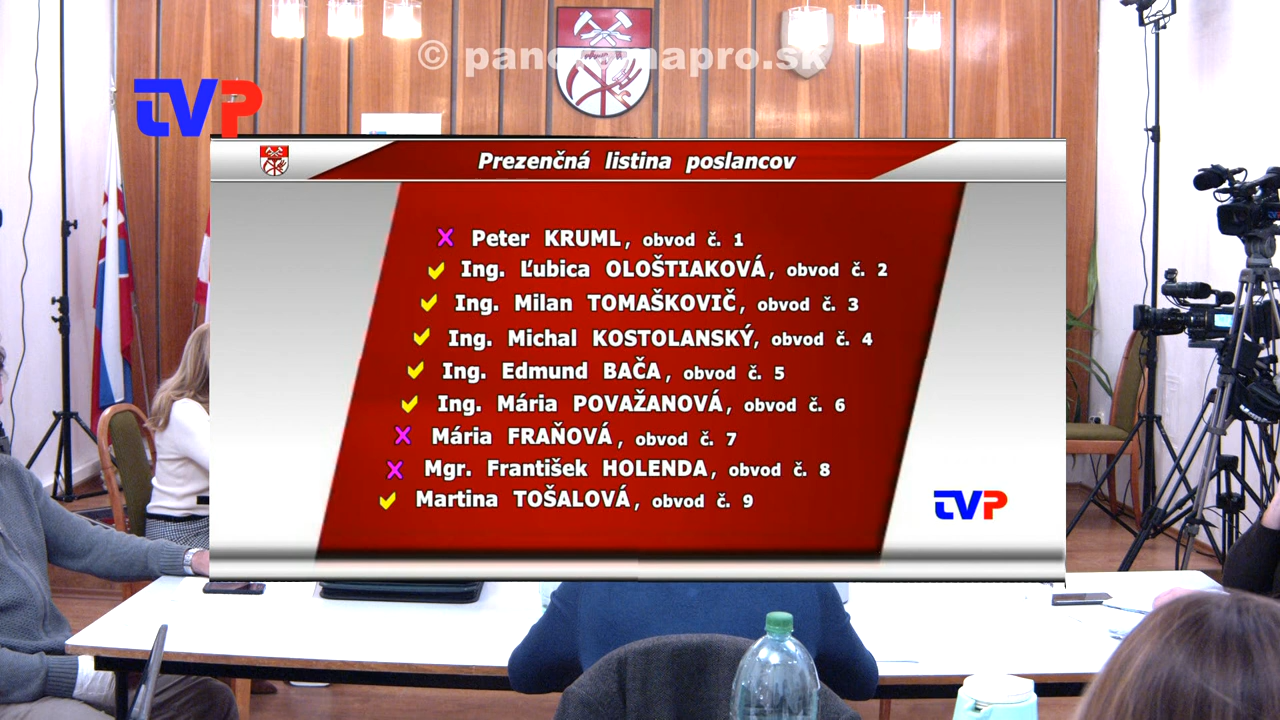 © panoramapro.sk
TVP
Prezenčná listina poslancov
Peter KRUML, obvod č. 1
Ing. Ľubica OLOŠTIAKOVÁ, obvod č. 2
Ing. Milan TOMAŠKOVIČ, obvod č. 3
Ing. Michal KOSTOLANSKÝ, obvod č. 4
Ing. Edmund BAČA, obvod č. 5
Ing. Mária POVAŽANOVÁ, obvod č. 6
Mária FRAŇOVÁ, obvod č. 7
Mgr. František HOLENDA, obvod č. 8
Martina TOŠALOVÁ, obvod č. 9
TVP